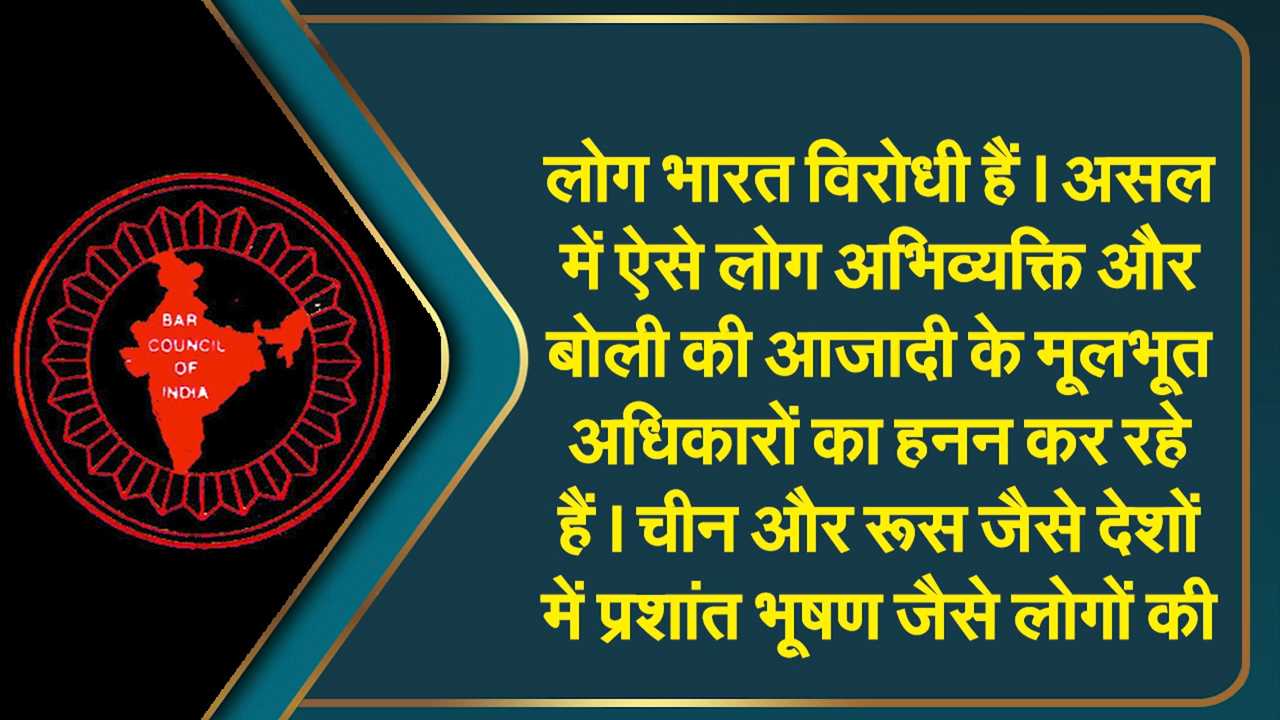 BAR
COUNCIL
OF
INDIA
लोग भारत विरोधी हैं । असल
में ऐसे लोग अभिव्यक्ति और
बोली की आजादी के मूलभूत
अधिकारों का हनन कर रहे
हैं । चीन और रूस जैसे देशों
में प्रशांत भूषण जैसे लोगों की